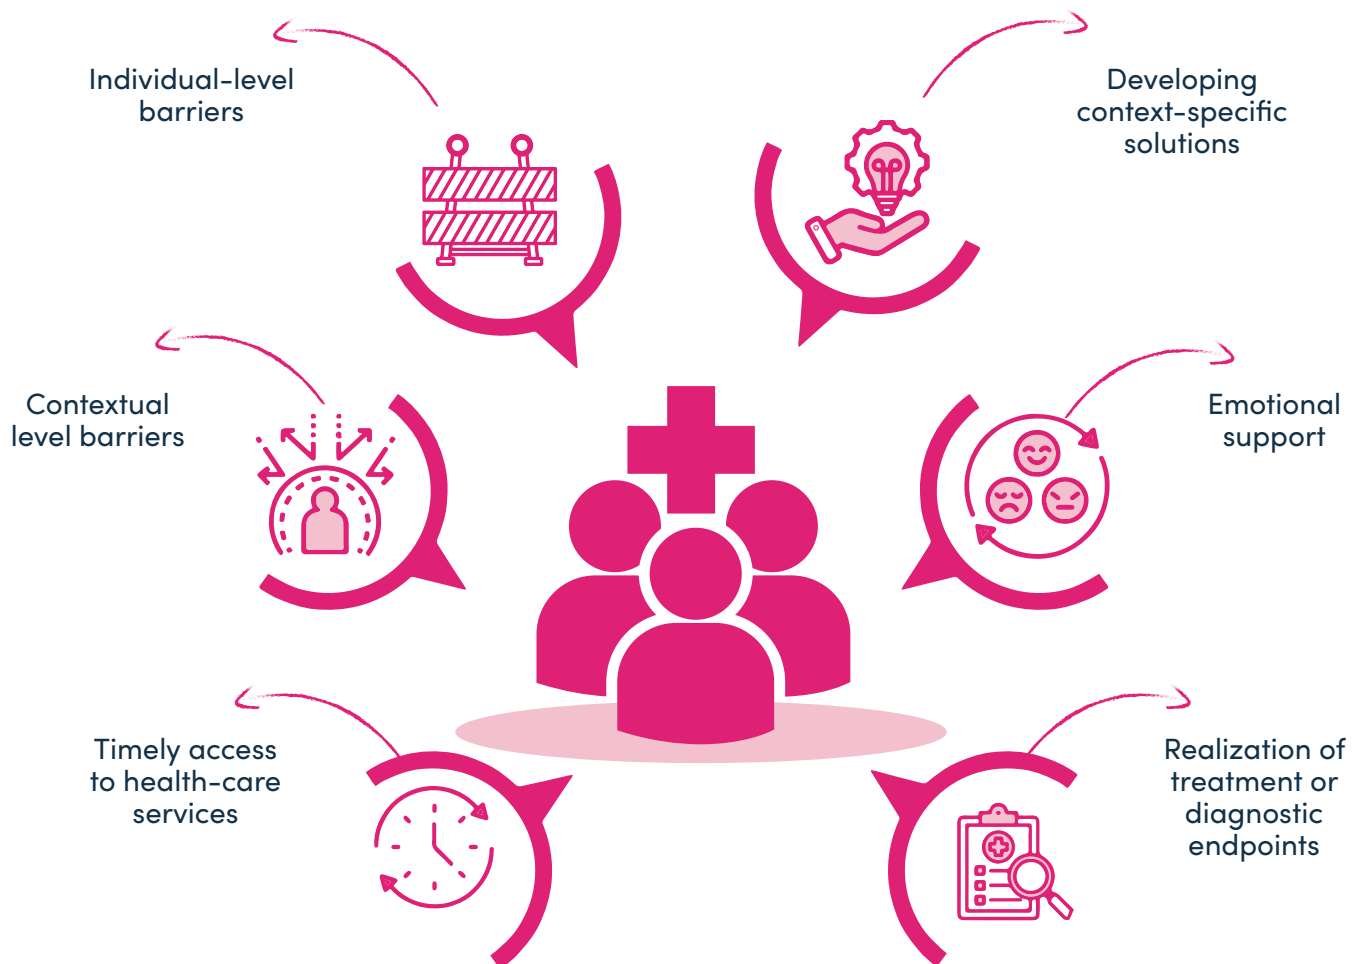 Individual-level
barriers
Developing
context-specific
solutions
Contextual
level barriers
Emotional
support
Timely access
to health-care
services
Realization of
treatment or
diagnostic
endpoints